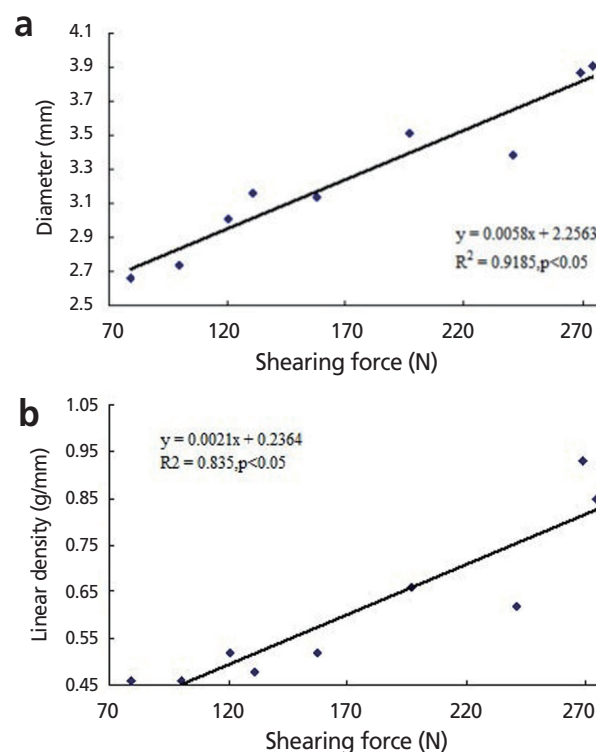 a
4.1
3.9
3.7
3.5
3.3
3.1
2.9
2.7
2.5
Diameter (mm)
y = 0.0058x + 2.2563
R² = 0.9185,p<0.05
70 120 170 220 270
Shearing force (N)
b
1.05
0.95
0.85
0.75
0.65
0.55
0.45
Linear density (g/mm)
y = 0.0021x + 0.2364
R2 = 0.835,p<0.05
70 120 170 220 270
Shearing force (N)